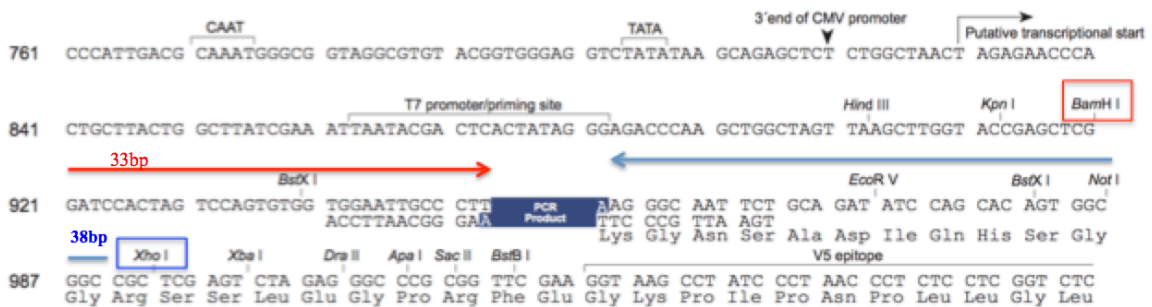 CAAT TATA 3´end of CMV promoter Putative transcriptional start
761 CCCATTGACG CAAATGGGCG GTAGGCGTGT ACGGTGGGAG GTCTATATAA GCAGAGCTCT CTGGCTAACT AGAGAACCCA
T7 promoter/priming site Hind III Kpn I BamH I
841 CTGCTTACTG GCTTATCGAA ATTAATACGA CTCACTATAG GGAGACCCAA GCTGGCTAGT TAAGCTTGGT ACCGAGCTCG
33bp
BstX I EcoR V BstX I Not I
921 GATCCACTAG TCCAGTGTGG TGGAATTGCC CTT PCR Product AAG GGC AAT TCT GCA GAT ATC CAG CAC AGT GGC
ACCTTAACGG GAA TTC CCG TTA AGT
Lys Gly Asn Ser Ala Asp Ile Gln His Ser Gly
38bp Xho I Xba I Dra II Apa I Sac II BstB I V5 epitope
987 GGC CGC TCG AGT CTA GAG GGC CCG CGG TTC GAA GGT AAG CCT ATC CCT AAC CCT CTC CTC GGT CTC
Gly Arg Ser Ser Leu Glu Gly Pro Arg Phe Glu Gly Lys Pro Ile Pro Asn Pro Leu Leu Gly Leu